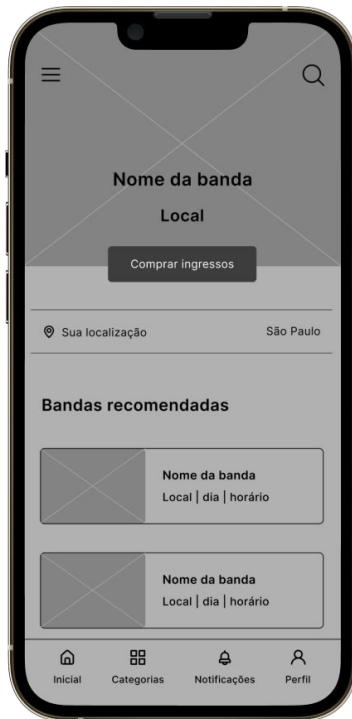 Nome da banda
Local
Comprar ingressos
Sua localização
São Paulo
Bandas recomendadas
Nome da banda
Local | dia | horário
Nome da banda
Local | dia | horário
Inicial
Categorias
Notificações
Perfil